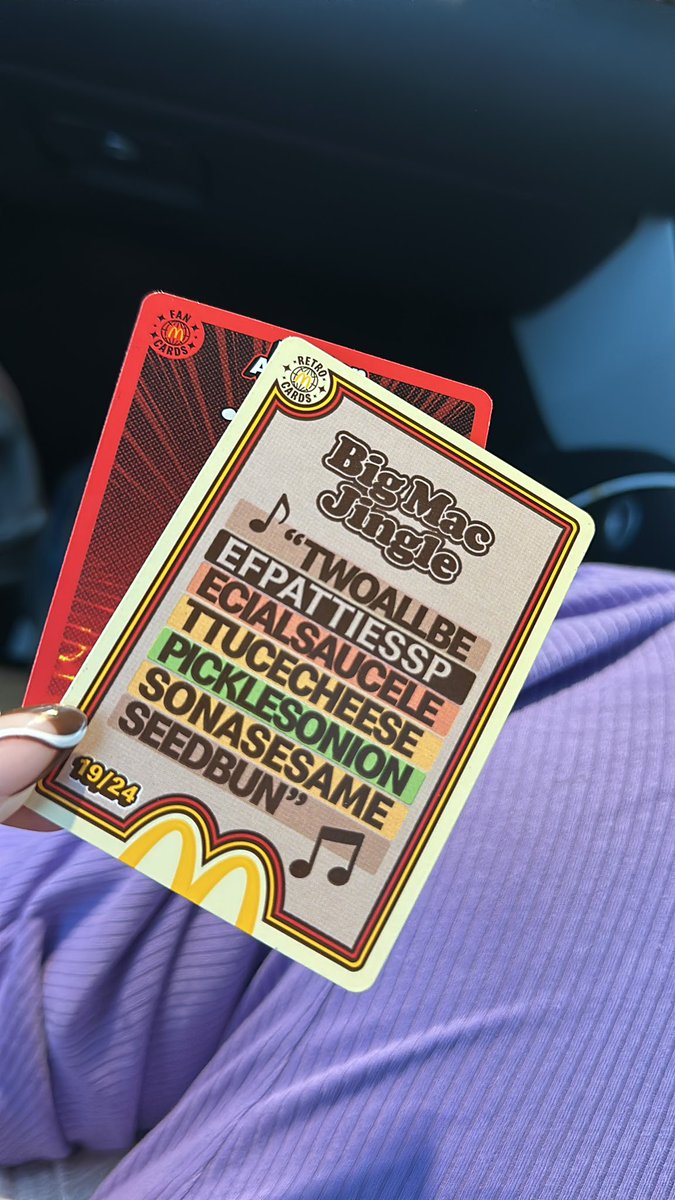 FAN
CARDS
RETRO
CARDS
Big Mac
Jingle
“TWOALLBE
EFPATTIESSP
ECIALSAUCELE
TTUCECHEESE
PICKLESONION
SONASESAME
SEEDBUN”
19/24